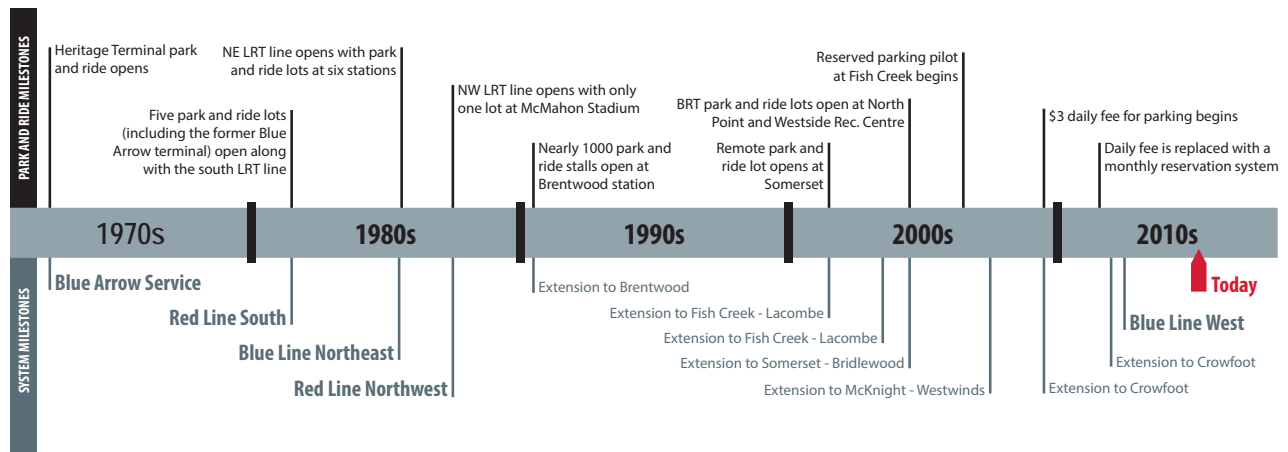 PARK AND RIDE MILESTONES
Heritage Terminal park
and ride opens
Five park and ride lots
(including the former Blue
Arrow terminal) open along
with the south LRT line
NE LRT line opens with park
and ride lots at six stations
NW LRT line opens with only
one lot at McMahon Stadium
Nearly 1000 park and
ride stalls open at
Brentwood station
Remote park and
ride lot opens at
Somerset
BRT park and ride lots open at North
Point and Westside Rec. Centre
Reserved parking pilot
at Fish Creek begins
$3 daily fee for parking begins
Daily fee is replaced with a
monthly reservation system
1970s
1980s
1990s
2000s
2010s
SYSTEM MILESTONES
Blue Arrow Service
Red Line South
Blue Line Northeast
Red Line Northwest
Extension to Brentwood
Extension to Fish Creek - Lacombe
Extension to Fish Creek - Lacombe
Extension to Somerset - Bridlewood
Extension to McKnight - Westwinds
Extension to Crowfoot
Extension to Crowfoot
Blue Line West
Today